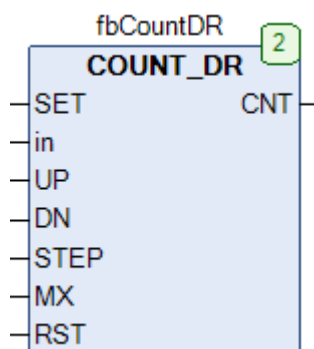 fbCountDR
2
COUNT_DR
SET CNT
in
UP
DN
STEP
MX
RST